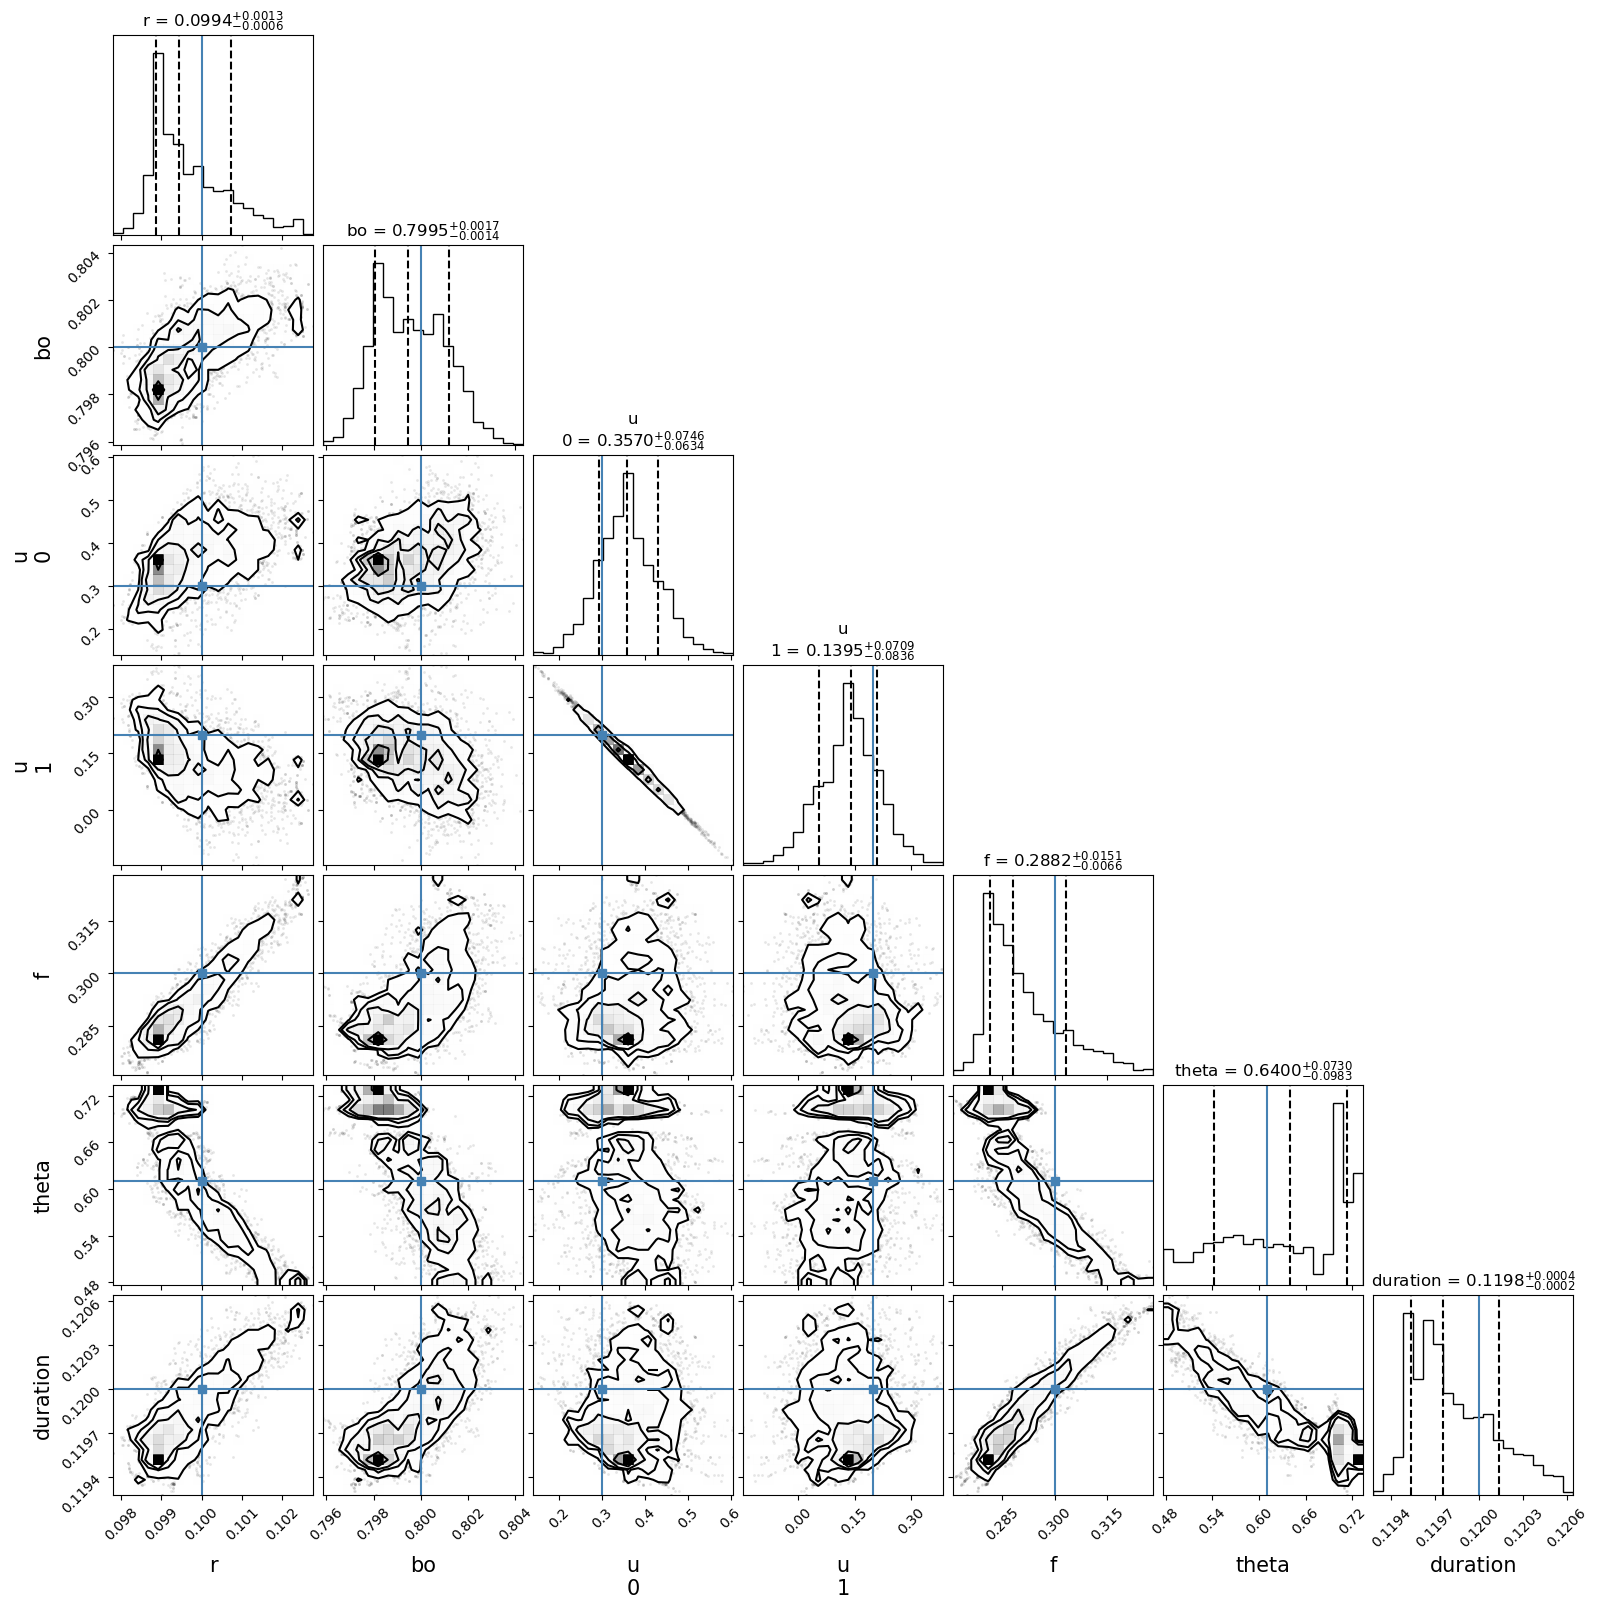 r = 0.0994+0.0013−0.0006
bo = 0.7995+0.0017−0.0014
0.804
0.802
0.800
0.798
0.796
bo
u
0 = 0.3570+0.0746−0.0634
0.6
0.5
0.4
0.3
0.2
u
0
u
1 = 0.1395+0.0709−0.0836
0.30
0.15
0.00
u
1
f = 0.2882+0.0151−0.0066
0.315
0.300
0.285
f
theta = 0.6400+0.0730−0.0983
0.72
0.66
0.60
0.54
0.48
theta
duration = 0.1198+0.0004−0.0002
0.1206
0.1203
0.1200
0.1197
0.1194
duration
0.098 0.099 0.100 0.101 0.102
0.796 0.798 0.800 0.802 0.804
0.2 0.3 0.4 0.5 0.6
0.00 0.15 0.30
0.285 0.300 0.315
0.48 0.54 0.60 0.66 0.72
0.1194 0.1197 0.1200 0.1203 0.1206
r
bo
u
0
u
1
f
theta
duration